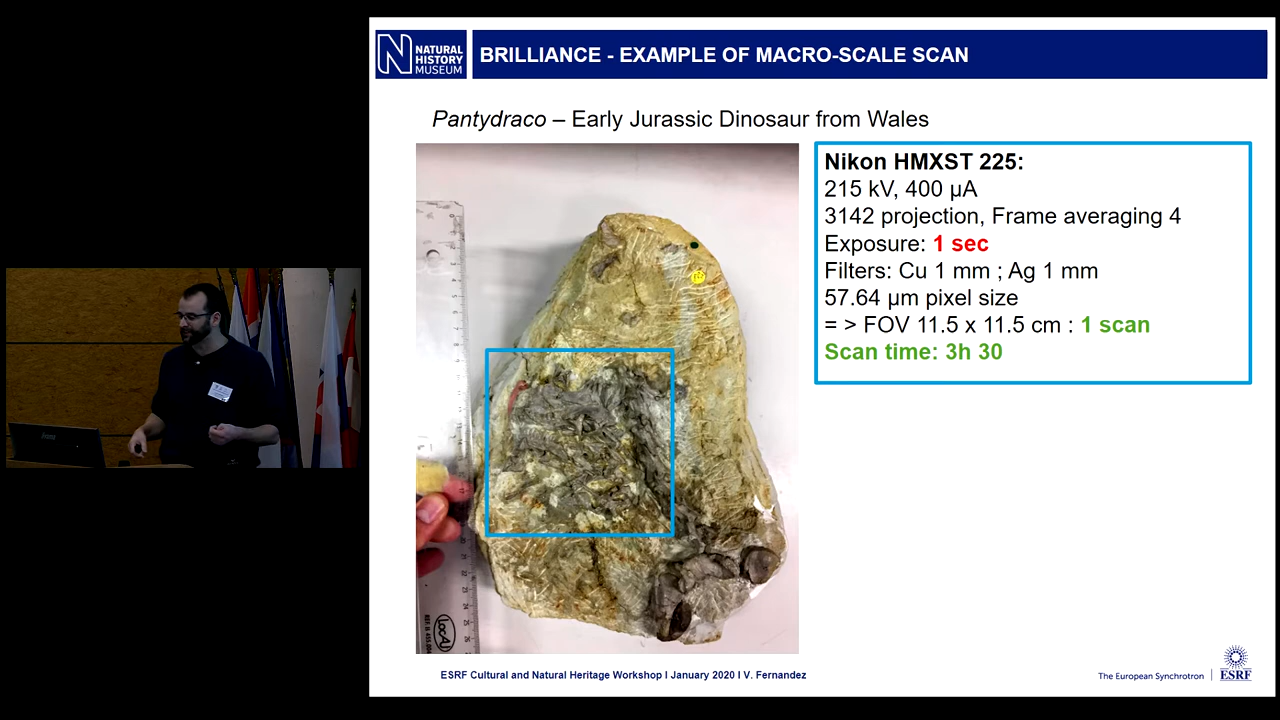 NATURAL
HISTORY
MUSEUM
BRILLIANCE - EXAMPLE OF MACRO-SCALE SCAN
Pantydraco – Early Jurassic Dinosaur from Wales
Nikon HMXST 225:
215 kV, 400 µA
3142 projection, Frame averaging 4
Exposure: 1 sec
Filters: Cu 1 mm ; Ag 1 mm
57.64 µm pixel size
= > FOV 11.5 x 11.5 cm : 1 scan
Scan time: 3h 30
ESRF Cultural and Natural Heritage Workshop I January 2020 I V. Fernandez
The European Synchrotron
ESRF